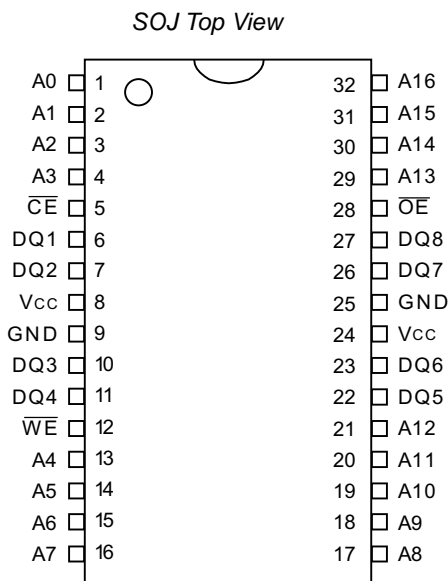 SOJ Top View
A0 1 32 A16
A1 2 31 A15
A2 3 30 A14
A3 4 29 A13
C̅E̅ 5 28 O̅E̅
DQ1 6 27 DQ8
DQ2 7 26 DQ7
Vcc 8 25 GND
GND 9 24 Vcc
DQ3 10 23 DQ6
DQ4 11 22 DQ5
W̅E̅ 12 21 A12
A4 13 20 A11
A5 14 19 A10
A6 15 18 A9
A7 16 17 A8